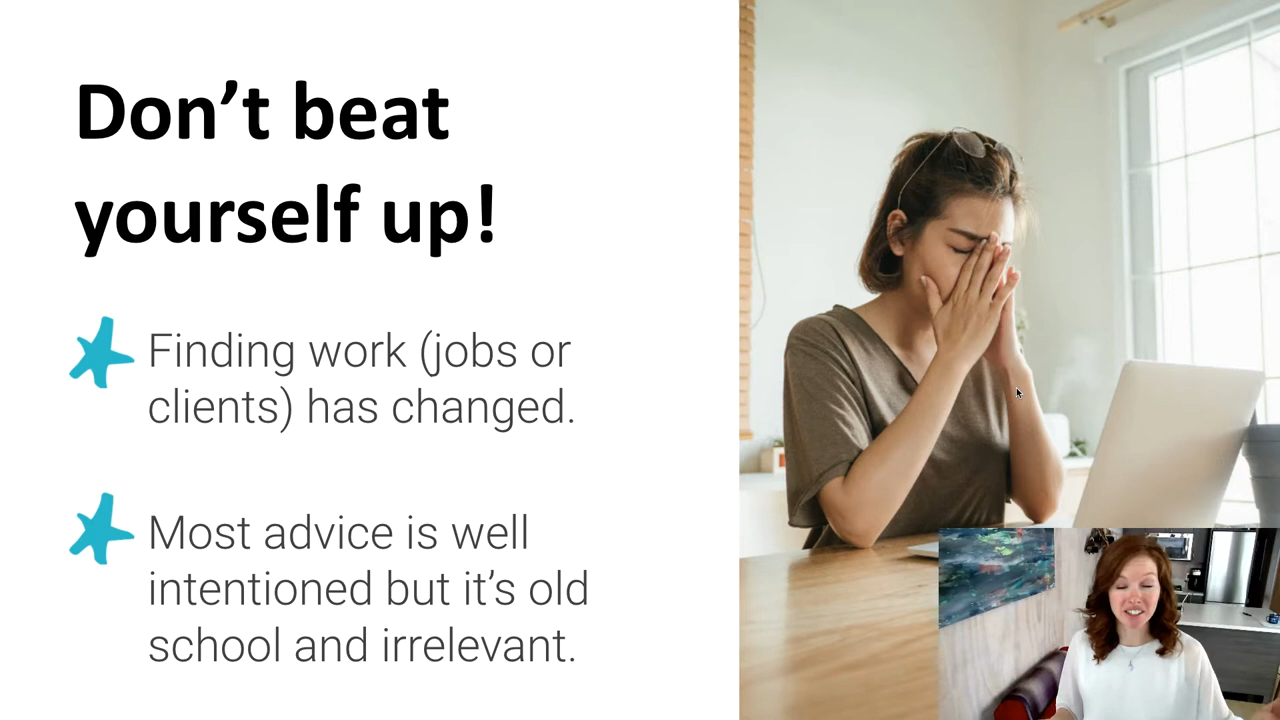 Don’t beat
yourself up!
Finding work (jobs or
clients) has changed.
Most advice is well
intentioned but it’s old
school and irrelevant.